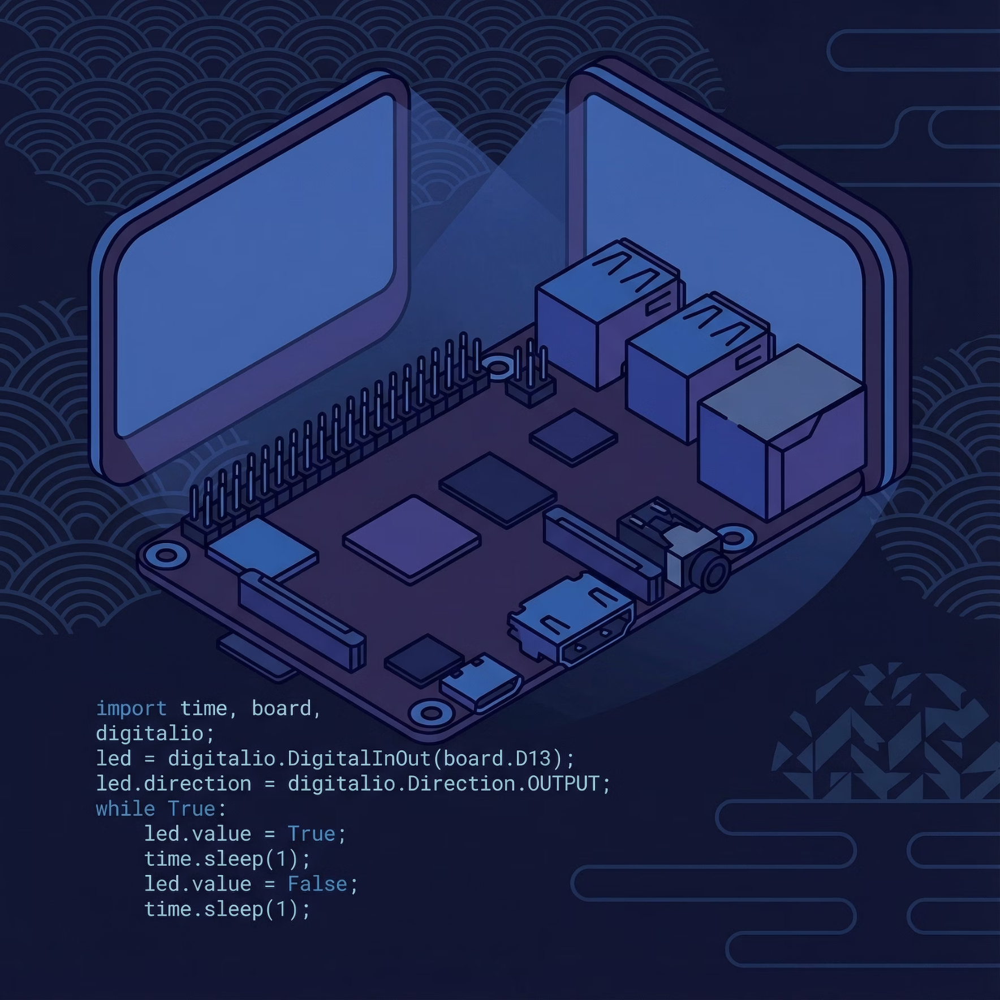 import time, board,
digitalio;
led = digitalio.DigitalInOut(board.D13);
led.direction = digitalio.Direction.OUTPUT;
while True:
    led.value = True;
    time.sleep(1);
    led.value = False;
    time.sleep(1);